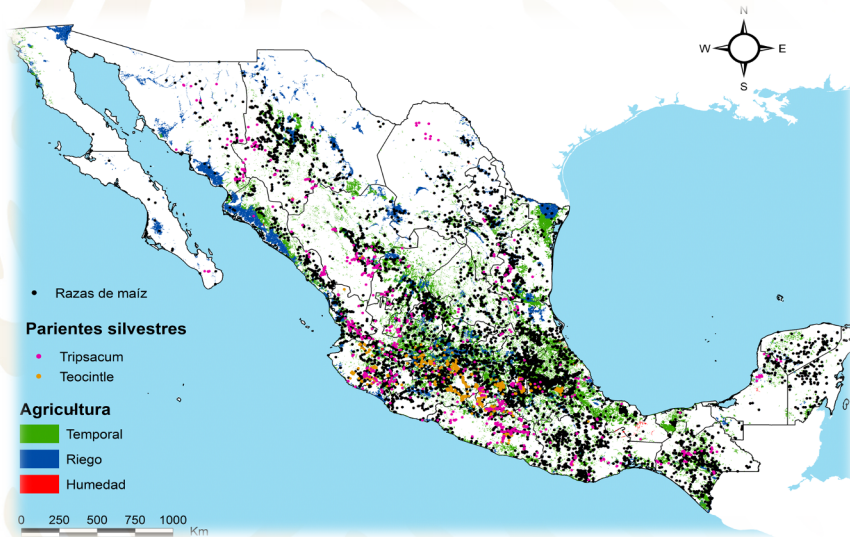 N
W E
S
Razas de maíz
Parientes silvestres
Tripsacum
Teocintle
Agricultura
Temporal
Riego
Humedad
0 250 500 750 1000
Km